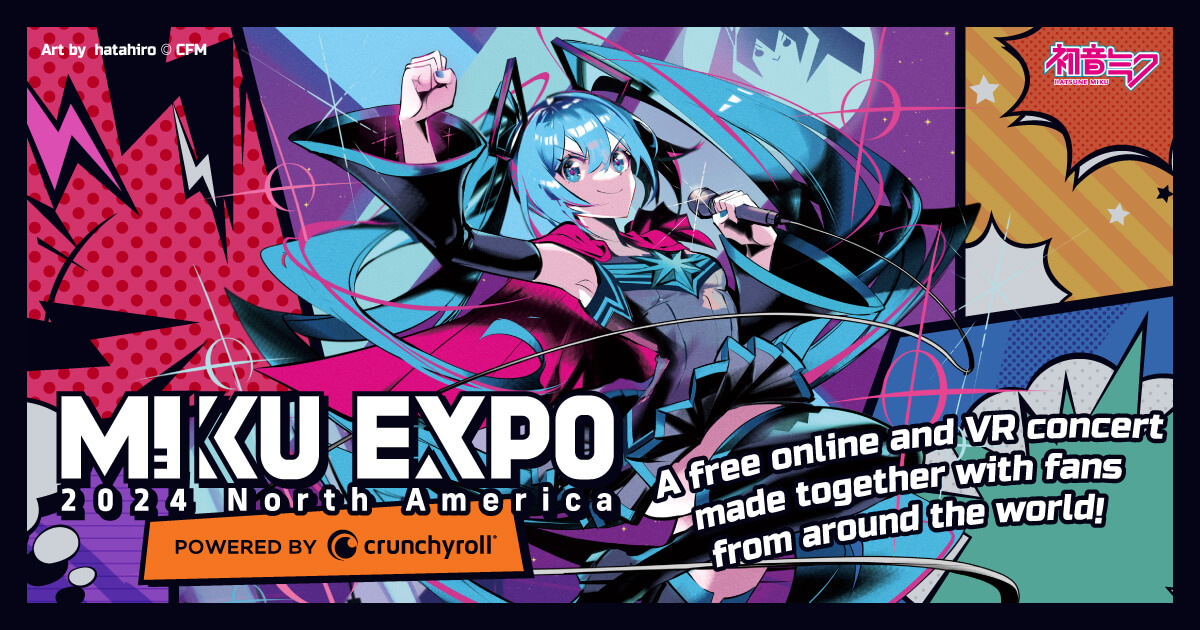 Art by hatahiro © CFM
初音ミク
HATSUNE MIKU
MIKU EXPO
2024 North America
POWERED BY crunchyroll
A free online and VR concert
made together with fans
from around the world!